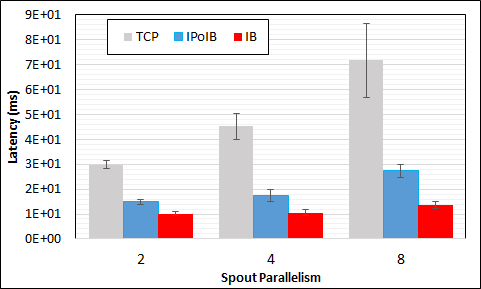 9E+01
8E+01
7E+01
6E+01
5E+01
4E+01
3E+01
2E+01
1E+01
0E+00
Latency (ms)
TCP IPoIB IB
2 4 8
Spout Parallelism